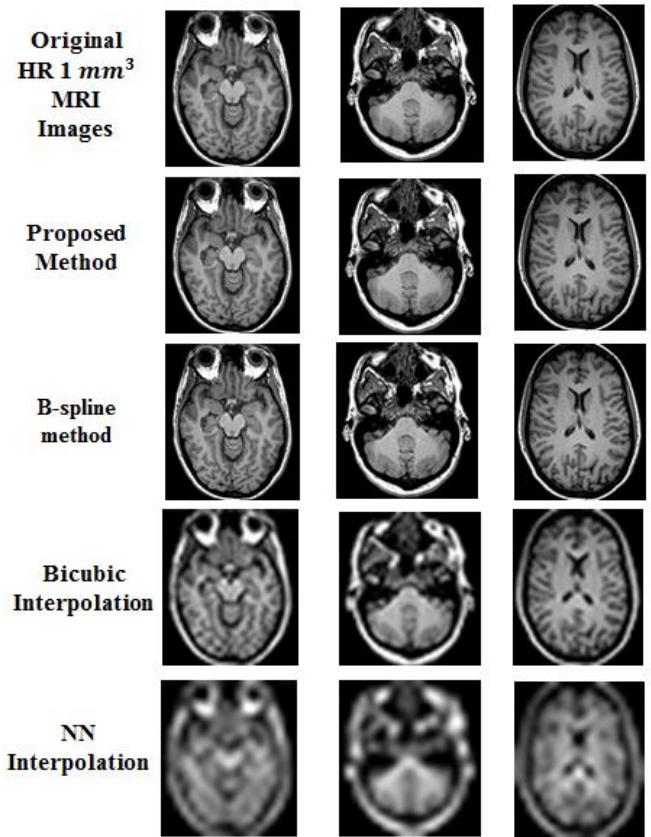 Original
HR 1 mm³
MRI
Images
Proposed
Method
B-spline
method
Bicubic
Interpolation
NN
Interpolation